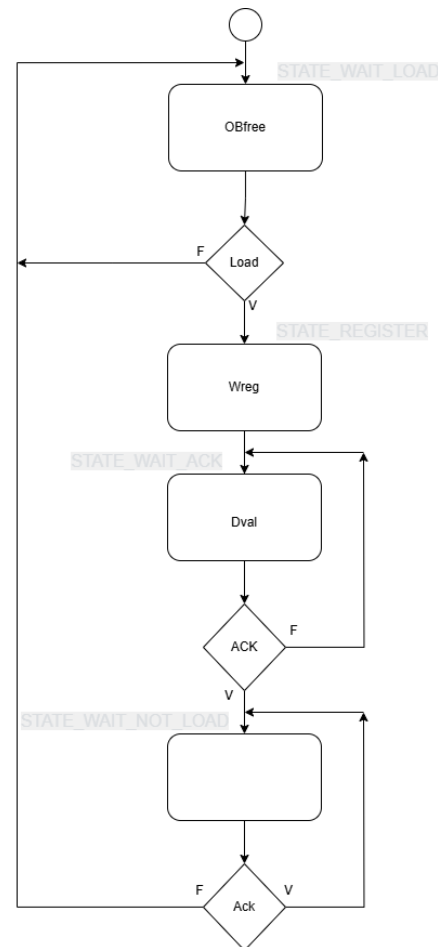 STATE_WAIT_LOAD
OBfree
F
Load
V
STATE_REGISTER
Wreg
STATE_WAIT_ACK
Dval
F
ACK
V
STATE_WAIT_NOT_LOAD
F
Ack
V